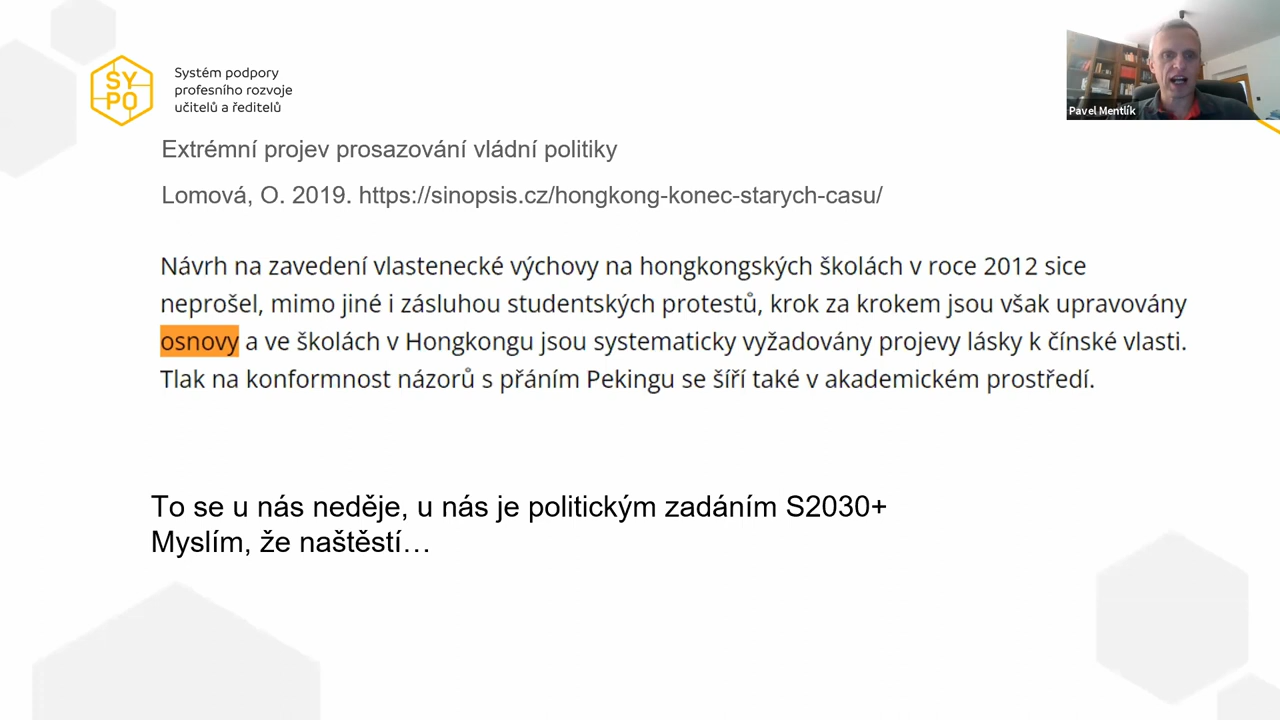 SY
PO
Systém podpory
profesního rozvoje
učitelů a ředitelů
Pavel Mentlík
Extrémní projev prosazování vládní politiky
Lomová, O. 2019. https://sinopsis.cz/hongkong-konec-starych-casu/
Návrh na zavedení vlastenecké výchovy na hongkongských školách v roce 2012 sice
neprošel, mimo jiné i zásluhou studentských protestů, krok za krokem jsou však upravovány
osnovy a ve školách v Hongkongu jsou systematicky vyžadovány projevy lásky k čínské vlasti.
Tlak na konformnost názorů s přáním Pekingu se šíří také v akademickém prostředí.
To se u nás neděje, u nás je politickým zadáním S2030+
Myslím, že naštěstí…